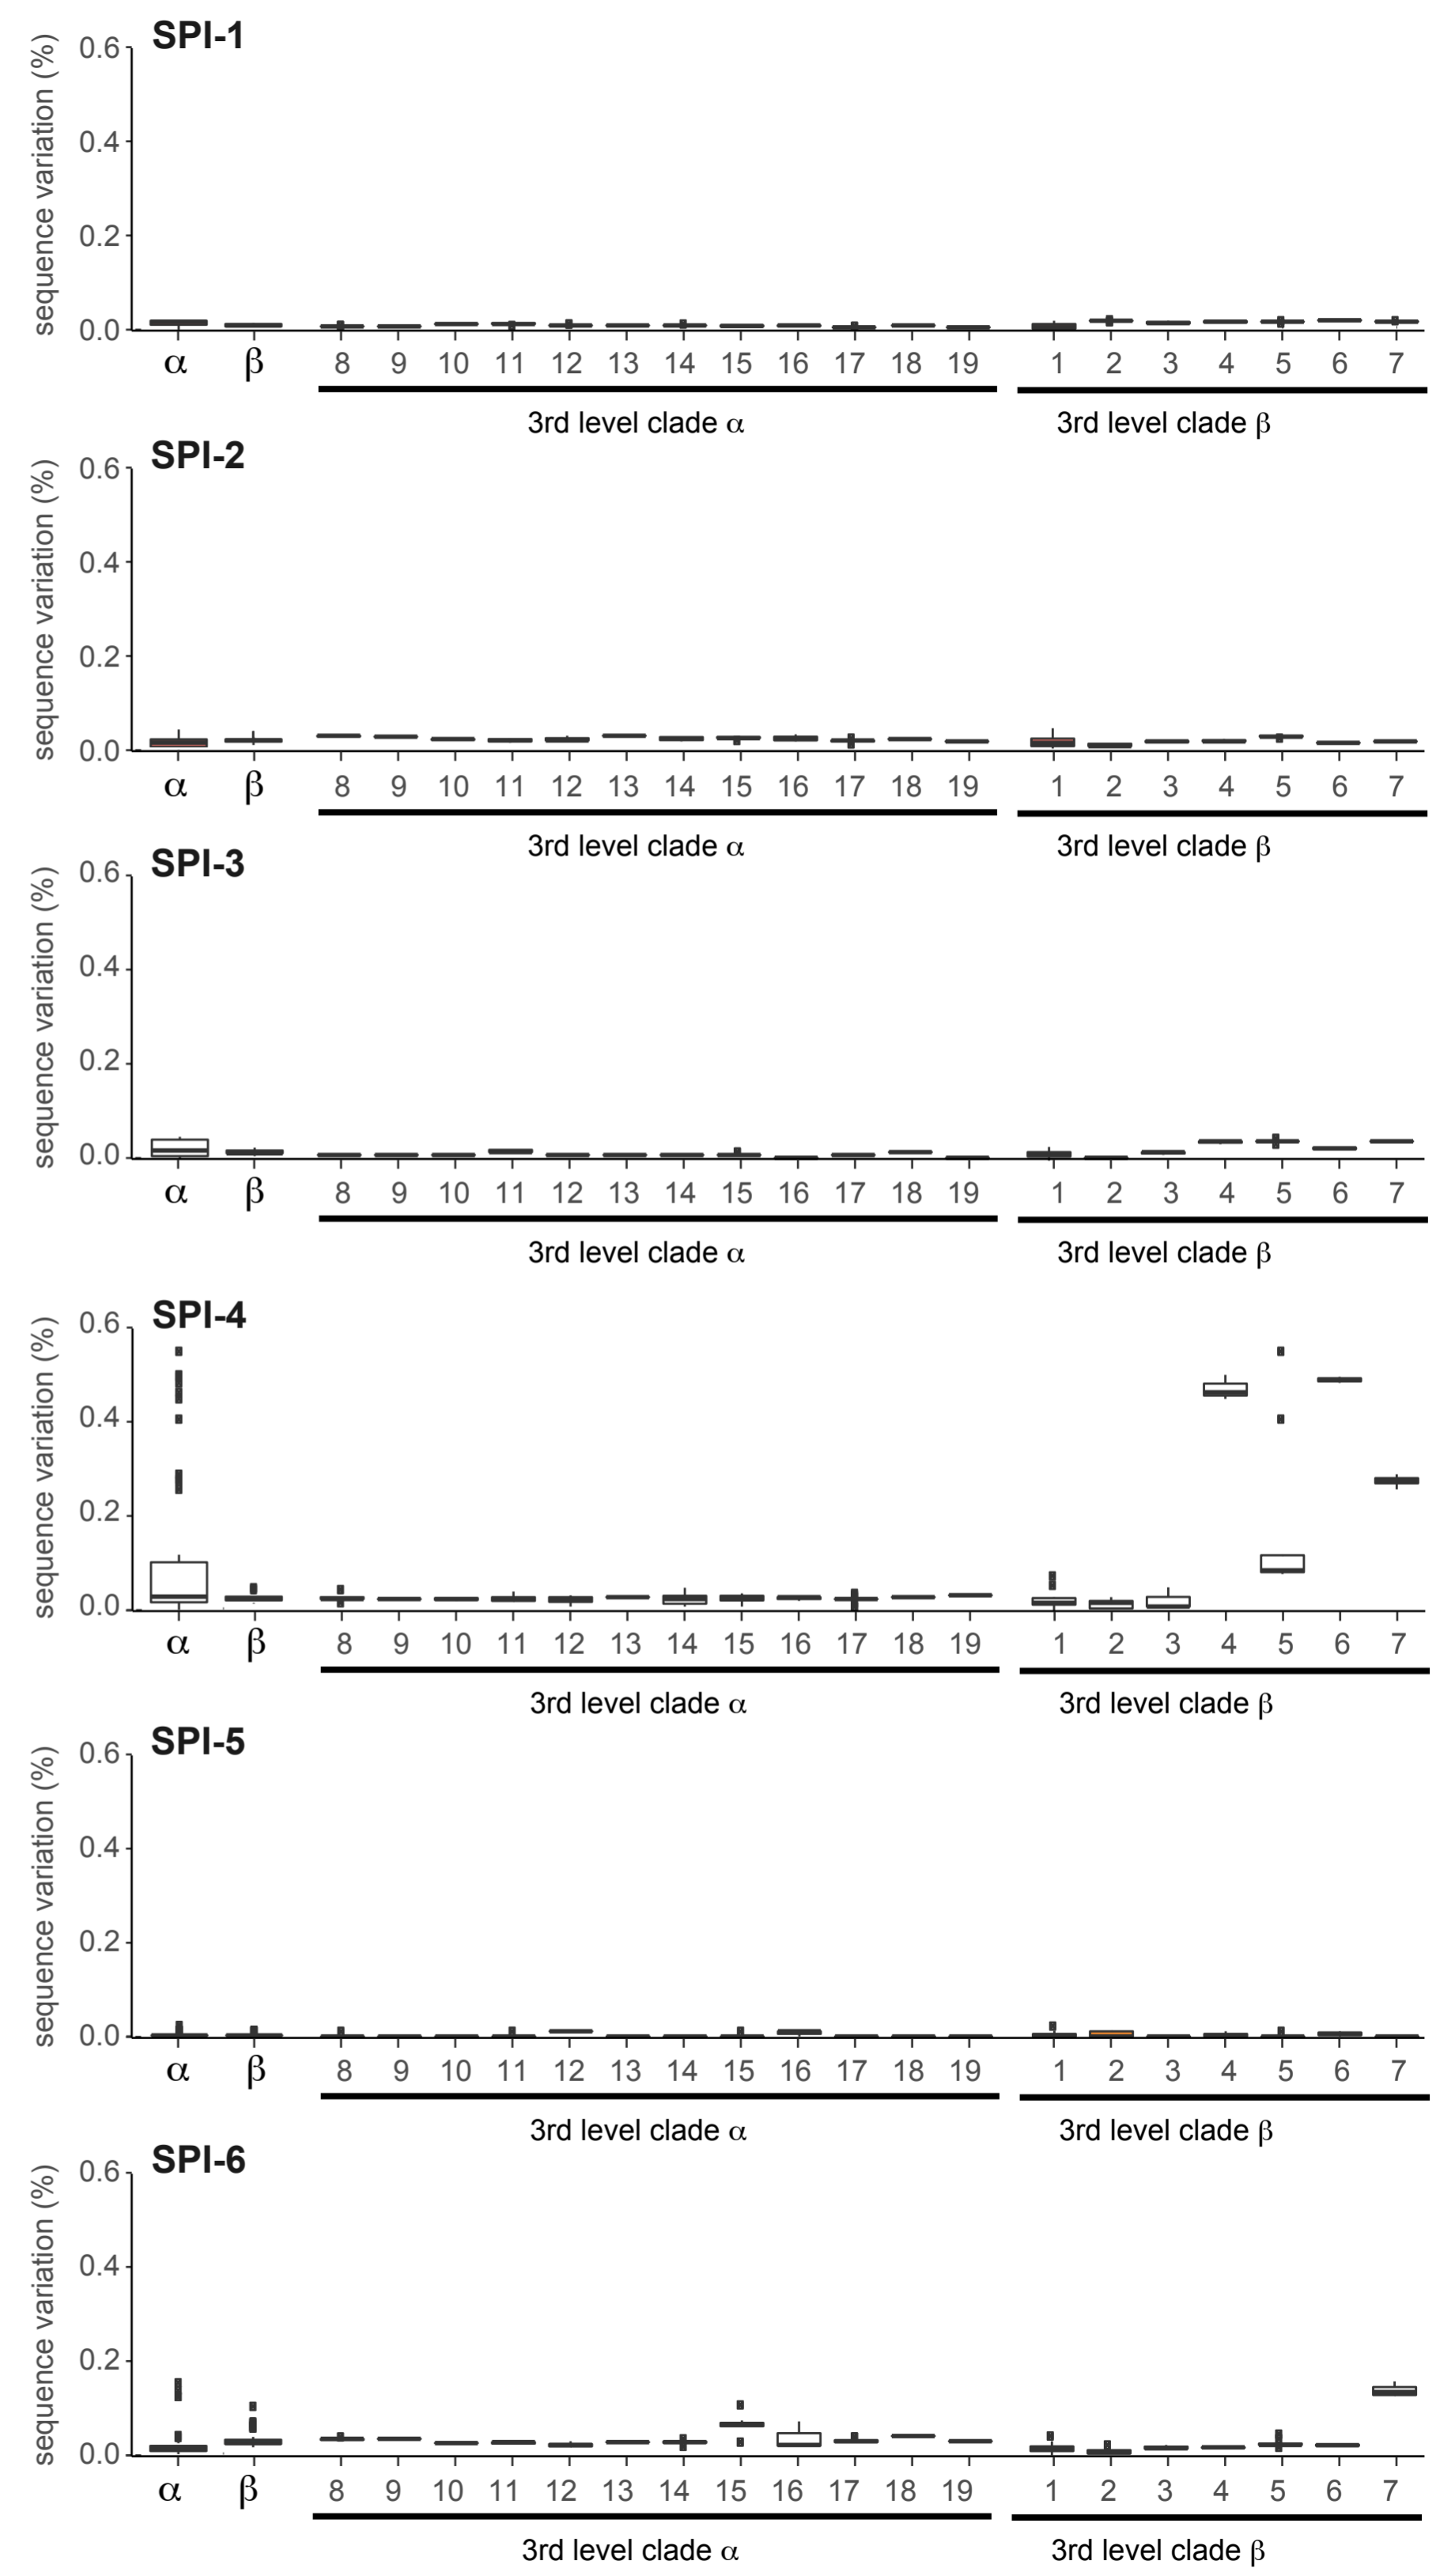 SPI-1
sequence variation (%)
0.6
0.4
0.2
0.0
α β 8 9 10 11 12 13 14 15 16 17 18 19 1 2 3 4 5 6 7
3rd level clade α 3rd level clade β
SPI-2
sequence variation (%)
0.6
0.4
0.2
0.0
α β 8 9 10 11 12 13 14 15 16 17 18 19 1 2 3 4 5 6 7
3rd level clade α 3rd level clade β
SPI-3
sequence variation (%)
0.6
0.4
0.2
0.0
α β 8 9 10 11 12 13 14 15 16 17 18 19 1 2 3 4 5 6 7
3rd level clade α 3rd level clade β
SPI-4
sequence variation (%)
0.6
0.4
0.2
0.0
α β 8 9 10 11 12 13 14 15 16 17 18 19 1 2 3 4 5 6 7
3rd level clade α 3rd level clade β
SPI-5
sequence variation (%)
0.6
0.4
0.2
0.0
α β 8 9 10 11 12 13 14 15 16 17 18 19 1 2 3 4 5 6 7
3rd level clade α 3rd level clade β
SPI-6
sequence variation (%)
0.6
0.4
0.2
0.0
α β 8 9 10 11 12 13 14 15 16 17 18 19 1 2 3 4 5 6 7
3rd level clade α 3rd level clade β